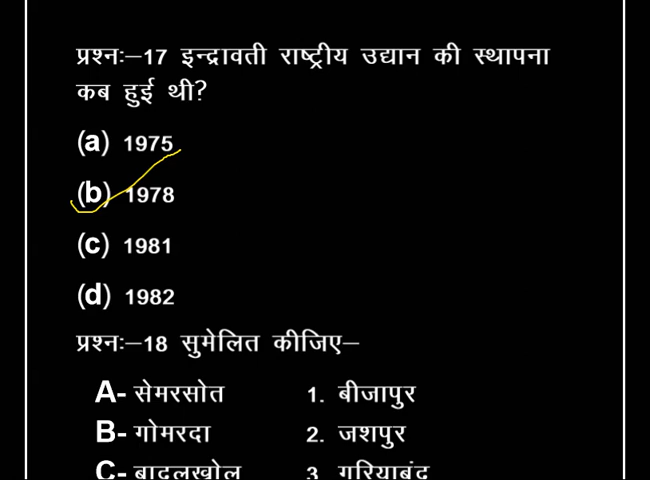 प्रश्नः–17 इन्द्रावती राष्ट्रीय उद्यान की स्थापना
कब हुई थी?
(a) 1975
(b) 1978
(c) 1981
(d) 1982
प्रश्नः–18 सुमेलित कीजिए–
A- सेमरसोत 1. बीजापुर
B- गोमरदा 2. जशपुर
C- बादलखोल 3 गरियाबंद